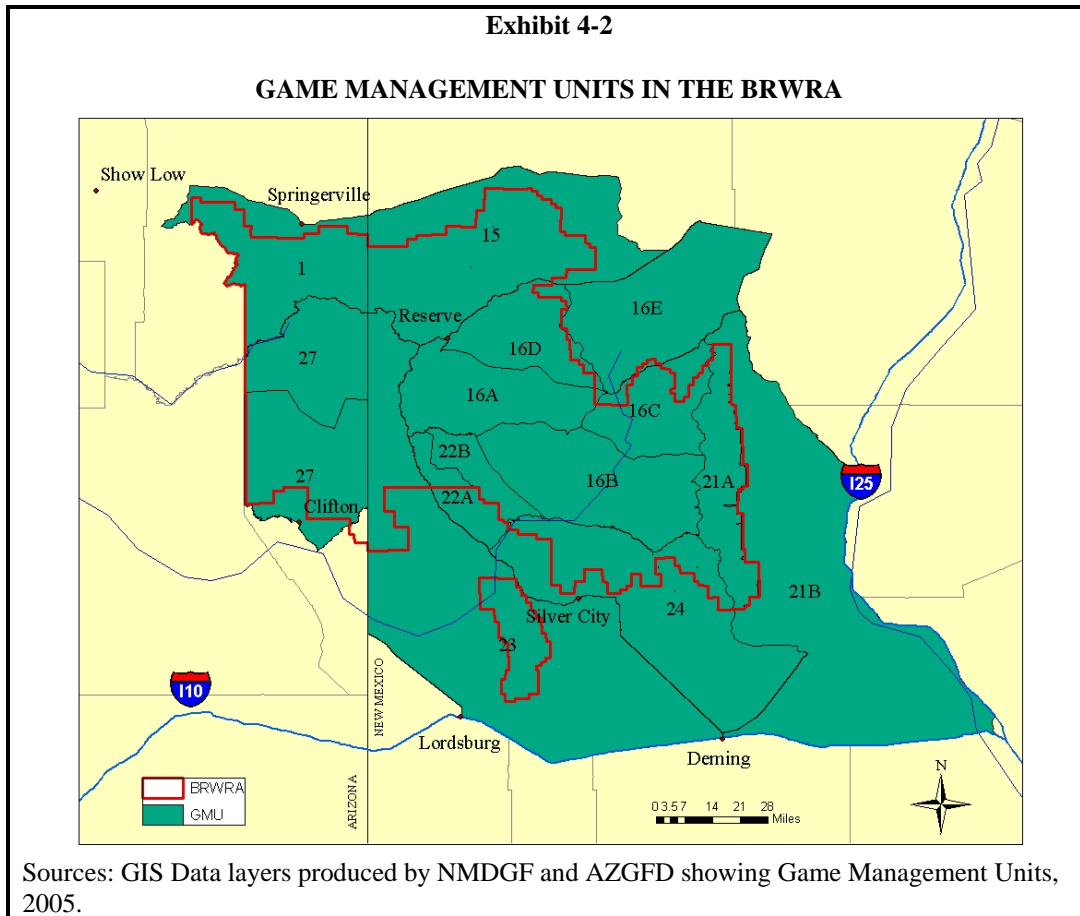 Exhibit 4-2
GAME MANAGEMENT UNITS IN THE BRWRA
Show Low
Springerville
15
1
Reserve
16E
27
16D
16A
16C
22B
I25
27
22A
16B
21A
Clifton
21B
24
Silver City
23
I10
NEW MEXICO
Lordsburg
Deming
ARIZONA
BRWRA
GMU
N
0 3.5 7 14 21 28
Miles
Sources: GIS Data layers produced by NMDGF and AZGFD showing Game Management Units,
2005.